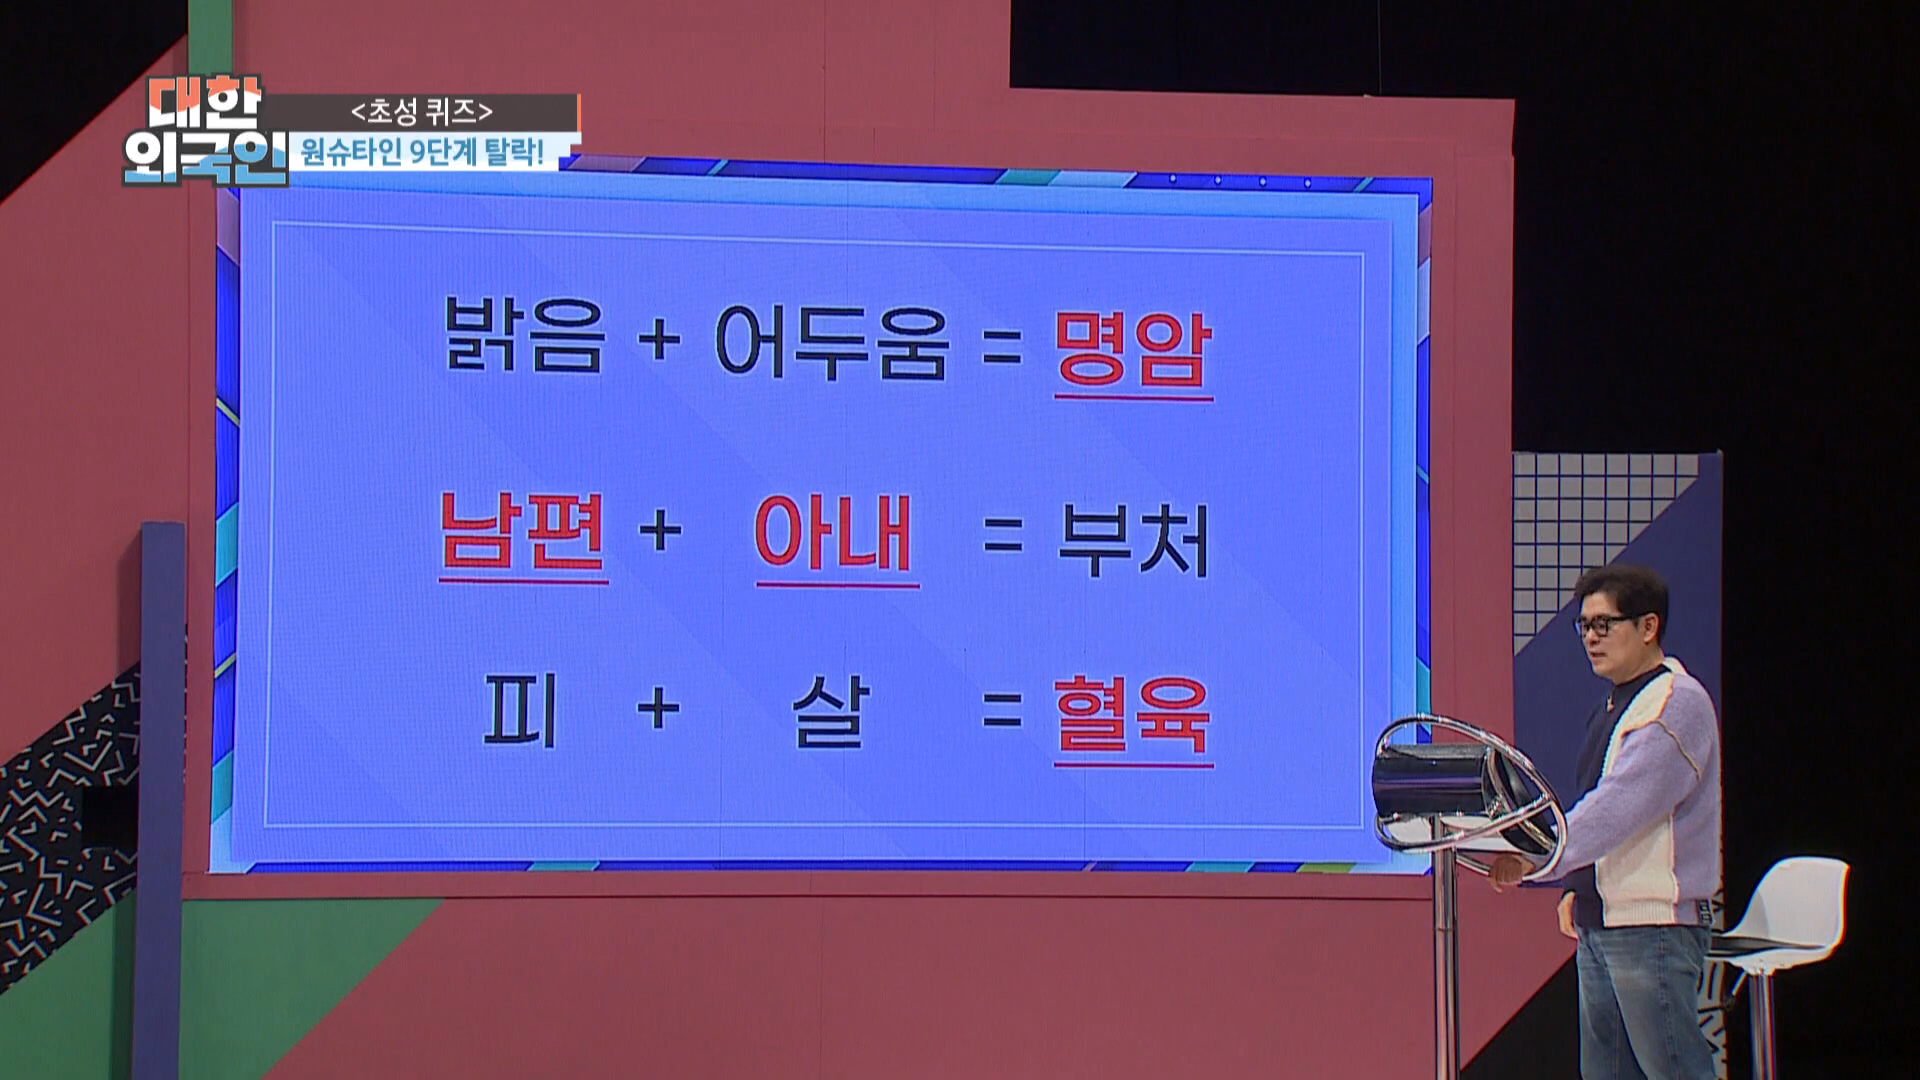 대한
외국인
<초성 퀴즈>
원슈타인 9단계 탈락!
밝음 + 어두움 = 명암
남편 + 아내 = 부처
피 + 살 = 혈육